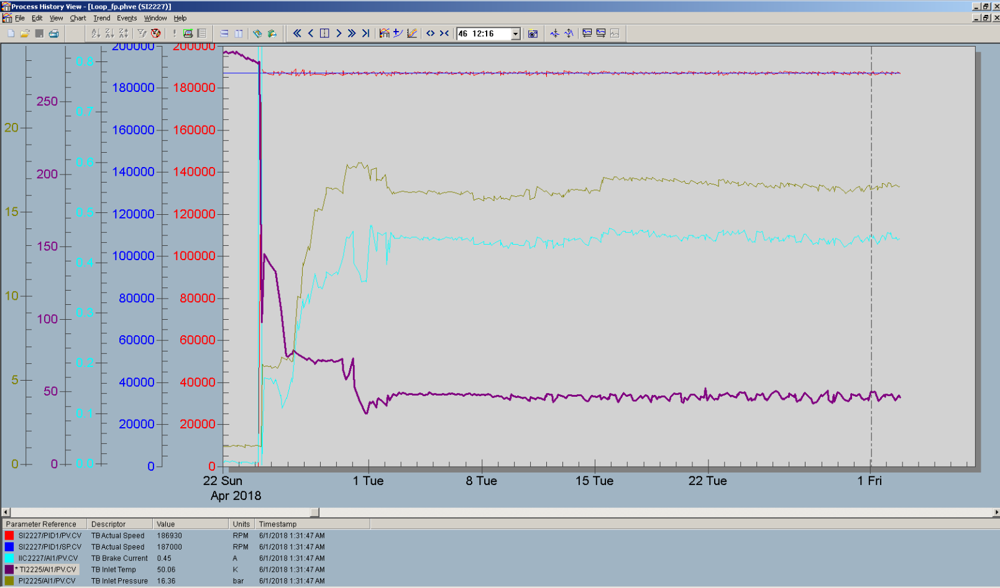 Process History View - [Loop_fp.phve (SI2227)]
File Edit View Chart Trend Events Window Help
46 12:16
200000 200000
0.8
180000 180000
250
0.7
20 160000 160000
0.6
200 140000 140000
15 0.5 120000 120000
150
0.4 100000 100000
10 80000 80000
0.3
100
60000 60000
0.2
5 40000 40000
50
0.1
20000 20000
0 0 0.0 0 0
22 Sun 1 Tue 8 Tue 15 Tue 22 Tue 1 Fri
Apr 2018
Parameter Reference Descriptor Value Units Timestamp
SI2227/PID1/PV.CV TB Actual Speed 186930 RPM 6/1/2018 1:31:47 AM
SI2227/PID1/SP.CV TB Actual Speed 187000 RPM 6/1/2018 1:31:47 AM
IIC2227/AI1/PV.CV TB Brake Current 0.45 A 6/1/2018 1:31:47 AM
* TI2225/AI1/PV.CV TB Inlet Temp 50.06 K 6/1/2018 1:31:47 AM
PI2225/AI1/PV.CV TB Inlet Pressure 16.36 bar 6/1/2018 1:31:47 AM